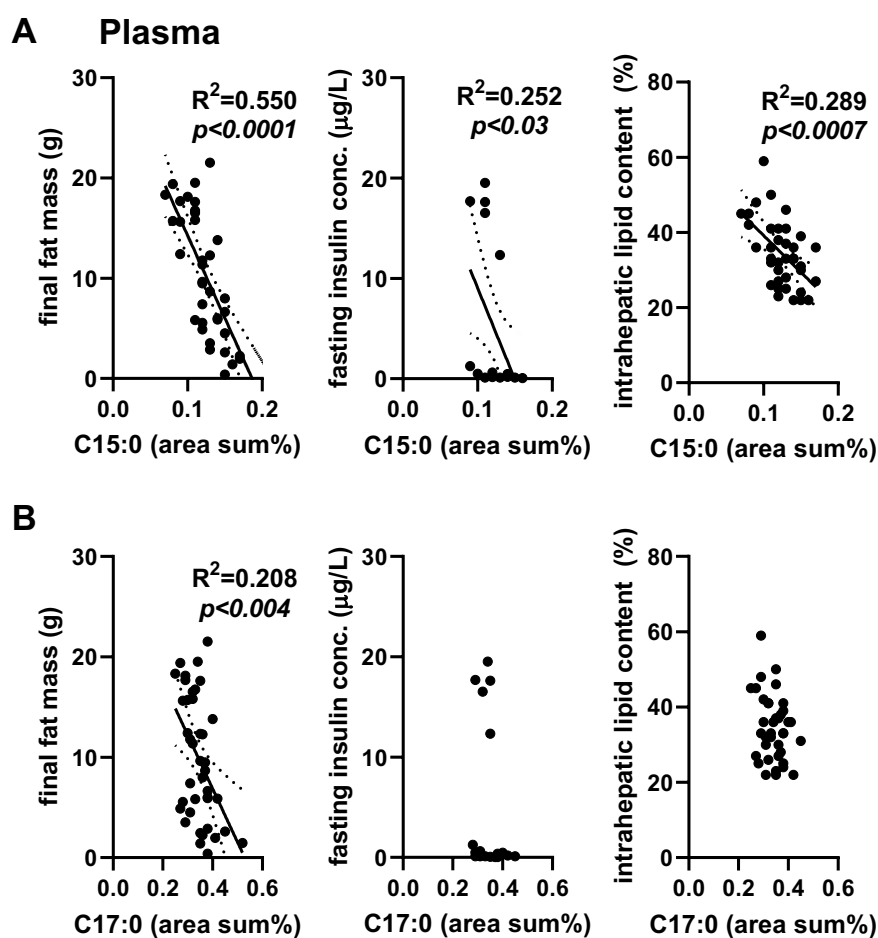 A Plasma
final fat mass (g)
30
20
10
0
0.0 0.1 0.2
C15:0 (area sum%)
R²=0.550
p<0.0001
fasting insulin conc. (μg/L)
30
20
10
0
0.0 0.1 0.2
C15:0 (area sum%)
R²=0.252
p<0.03
intrahepatic lipid content (%)
80
60
40
20
0
0.0 0.1 0.2
C15:0 (area sum%)
R²=0.289
p<0.0007
B
final fat mass (g)
30
20
10
0
0.0 0.2 0.4 0.6
C17:0 (area sum%)
R²=0.208
p<0.004
fasting insulin conc. (μg/L)
30
20
10
0
0.0 0.2 0.4 0.6
C17:0 (area sum%)
intrahepatic lipid content (%)
80
60
40
20
0
0.0 0.2 0.4 0.6
C17:0 (area sum%)